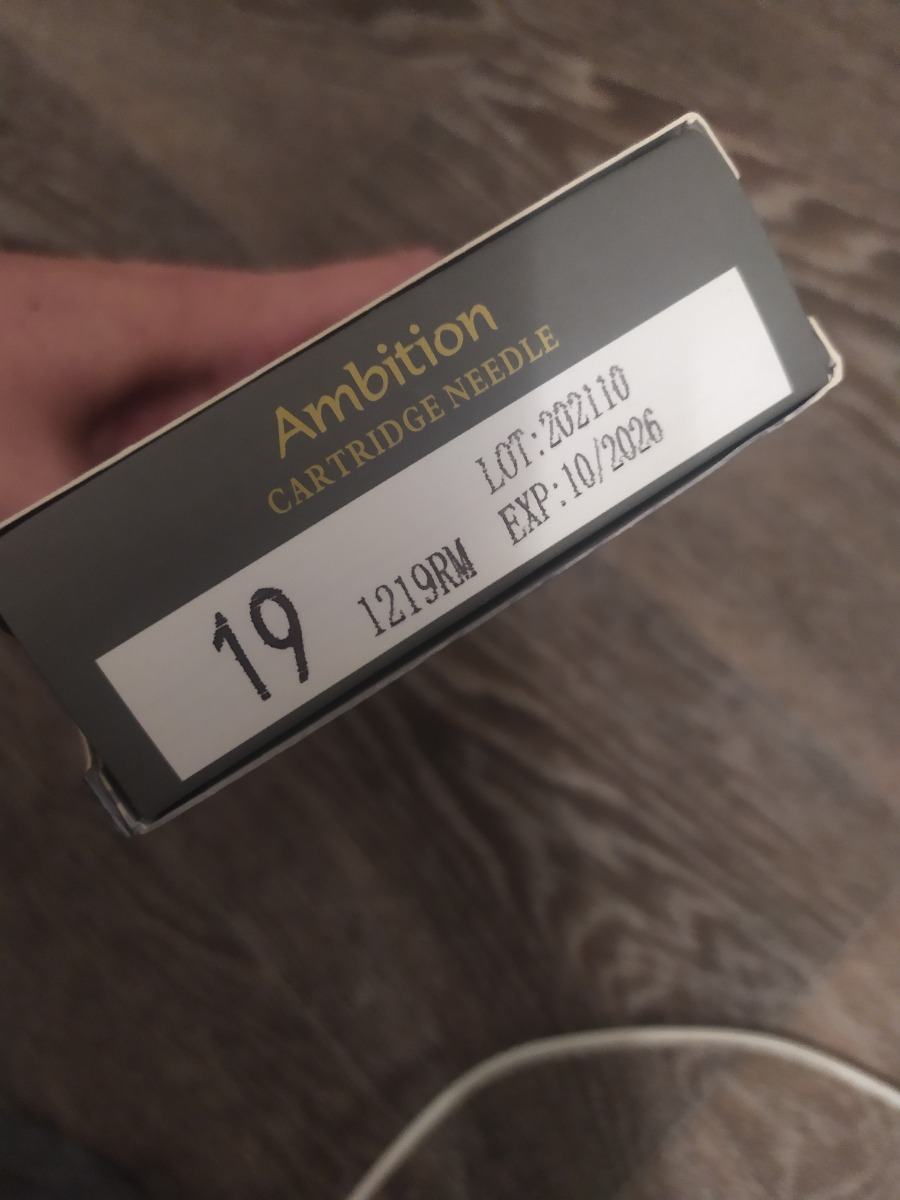 Ambition
CARTRIDGE NEEDLE
19
1219RM
LOT:202110
EXP:10/2026